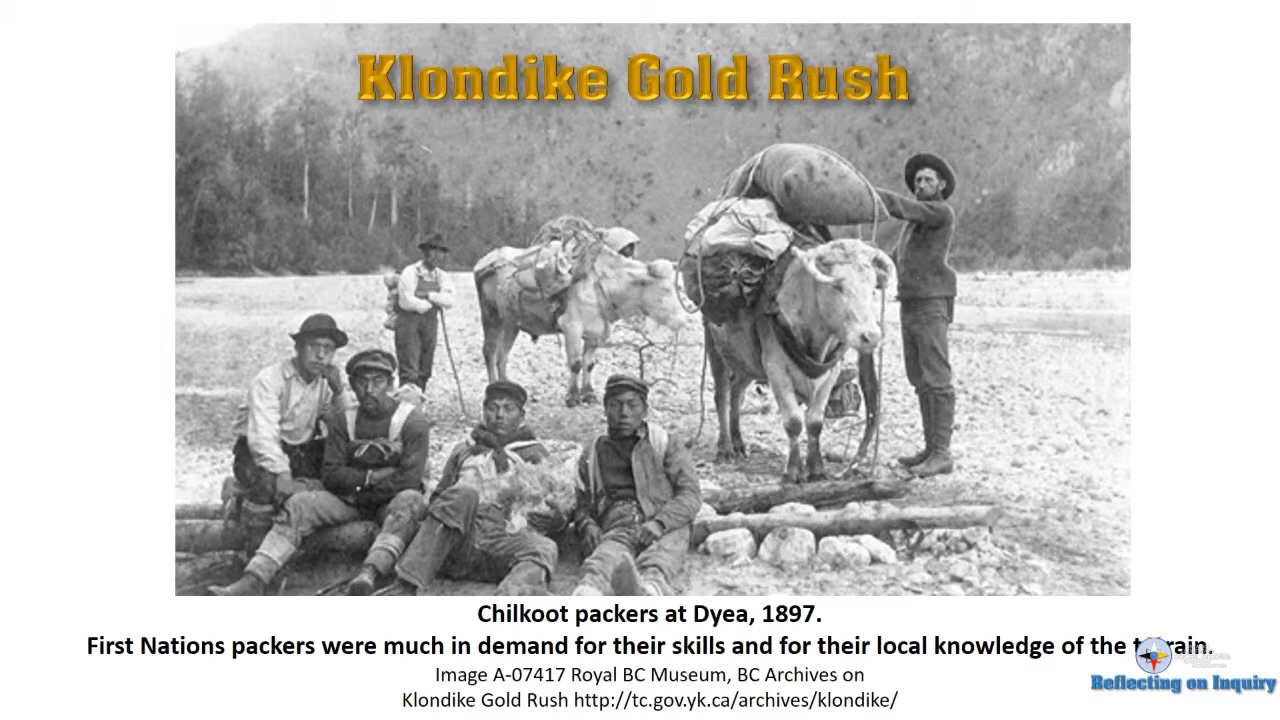 Klondike Gold Rush
Chilkoot packers at Dyea, 1897.
First Nations packers were much in demand for their skills and for their local knowledge of the
Image A-07417 Royal BC Museum, BC Archives on
Klondike Gold Rush http://tc.gov.yk.ca/archives/klondike/
Reflecting on Inquiry